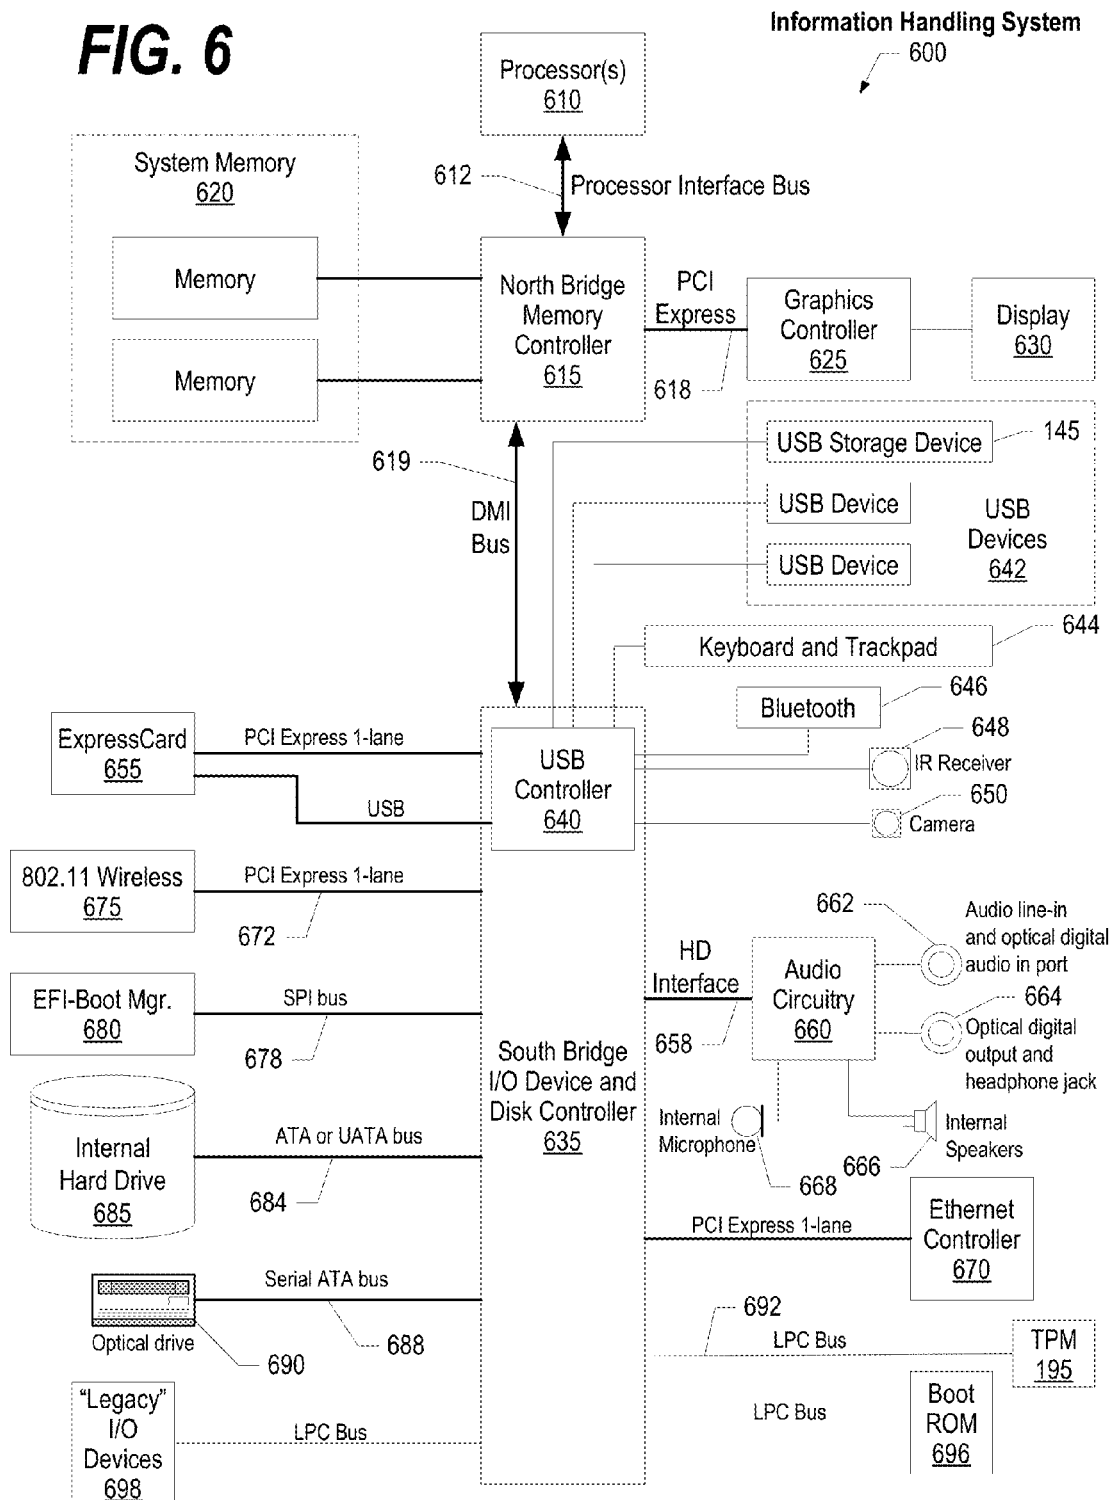 FIG. 6
Information Handling System
600
Processor(s)
610
612
Processor Interface Bus
System Memory
620
Memory
Memory
North Bridge
Memory
Controller
615
PCI
Express
618
Graphics
Controller
625
Display
630
619
DMI
Bus
USB Storage Device
145
USB Device
USB Device
USB
Devices
642
Keyboard and Trackpad
644
Bluetooth
646
648
IR Receiver
650
Camera
ExpressCard
655
PCI Express 1-lane
USB
USB
Controller
640
802.11 Wireless
675
PCI Express 1-lane
672
EFI-Boot Mgr.
680
SPI bus
678
South Bridge
I/O Device and
Disk Controller
635
HD
Interface
658
Audio
Circuitry
660
662
Audio line-in
and optical digital
audio in port
664
Optical digital
output and
headphone jack
Internal
Microphone
668
666
Internal
Speakers
Internal
Hard Drive
685
ATA or UATA bus
684
PCI Express 1-lane
Ethernet
Controller
670
Serial ATA bus
688
Optical drive
690
692
LPC Bus
TPM
195
"Legacy"
I/O
Devices
698
LPC Bus
LPC Bus
Boot
ROM
696